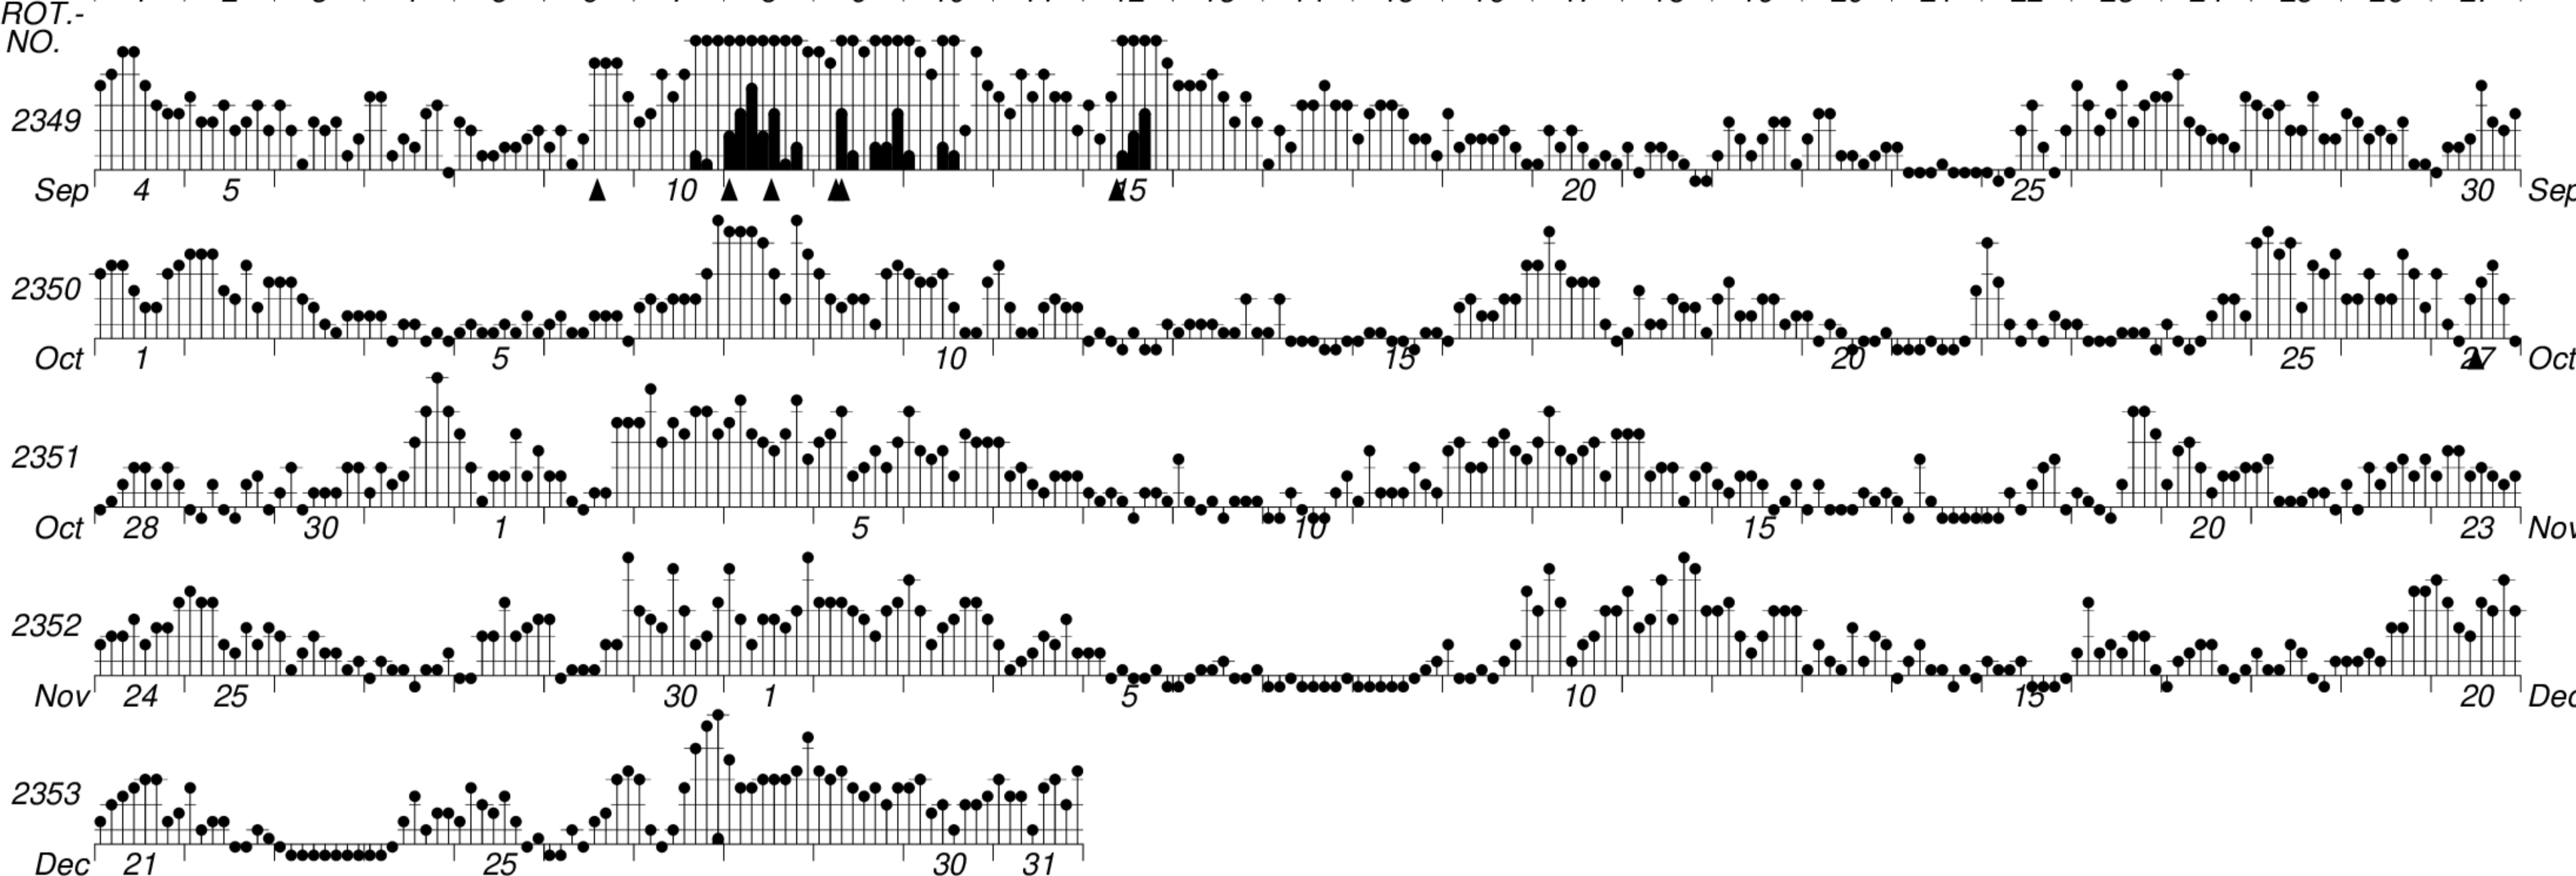 ROT.-
NO.
2349
Sep 4 5 10 15 20 25 30 Sep
2350
Oct 1 5 10 15 20 25 27 Oct
2351
Oct 28 30 1 5 10 15 20 23 Nov
2352
Nov 24 25 30 1 5 10 15 20 Dec
2353
Dec 21 25 30 31